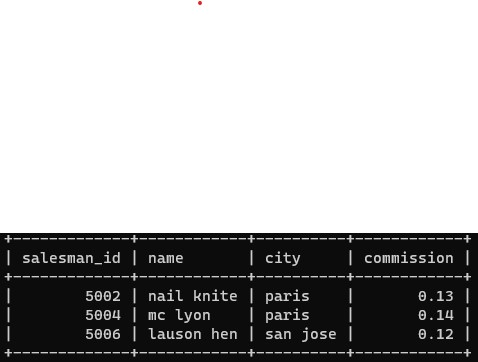 +-------------+------------+----------+------------+
| salesman_id | name       | city     | commission |
+-------------+------------+----------+------------+
|        5002 | nail knite | paris    |       0.13 |
|        5004 | mc lyon    | paris    |       0.14 |
|        5006 | lauson hen | san jose |       0.12 |
+-------------+------------+----------+------------+